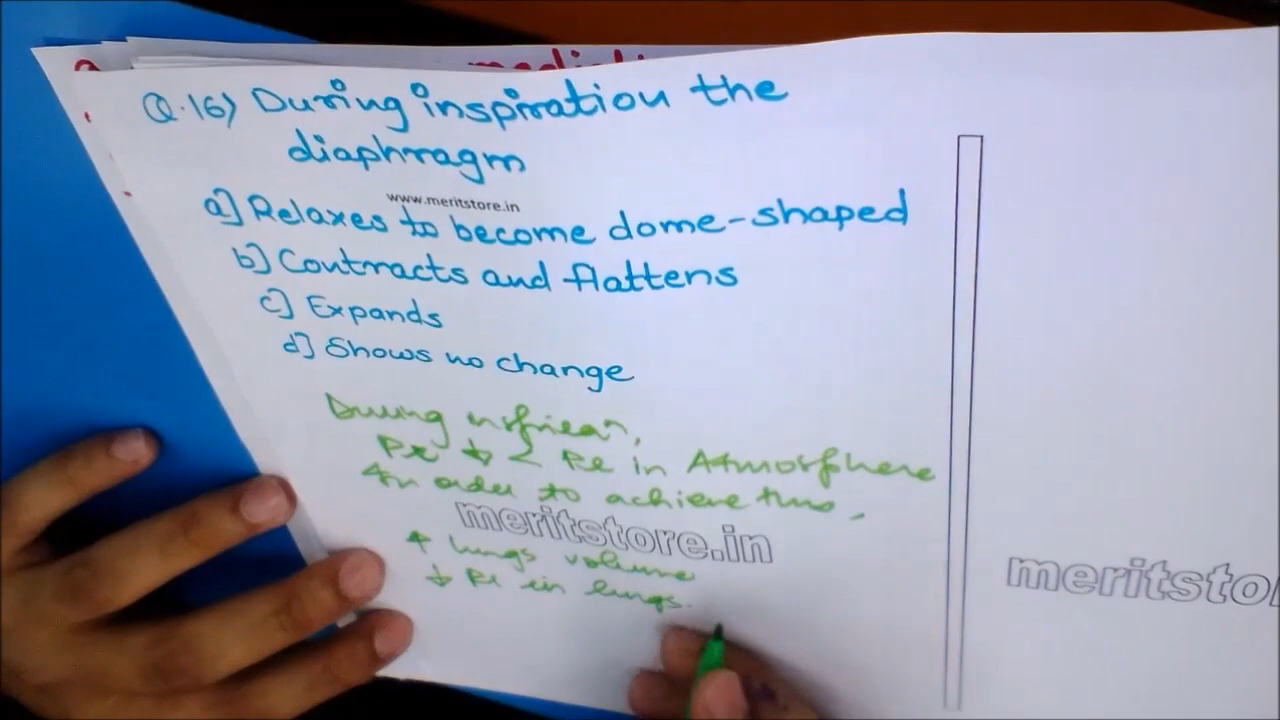 Q.16) During inspiration the
diaphragm
www.meritstore.in
a] Relaxes to become dome-shaped
b] Contracts and flattens
c] Expands
d] Shows no change
During
↓ < in Atmosphere
In order to achieve this,
meritstore.in
↑ lungs volume
↓ in lungs.
meritstor